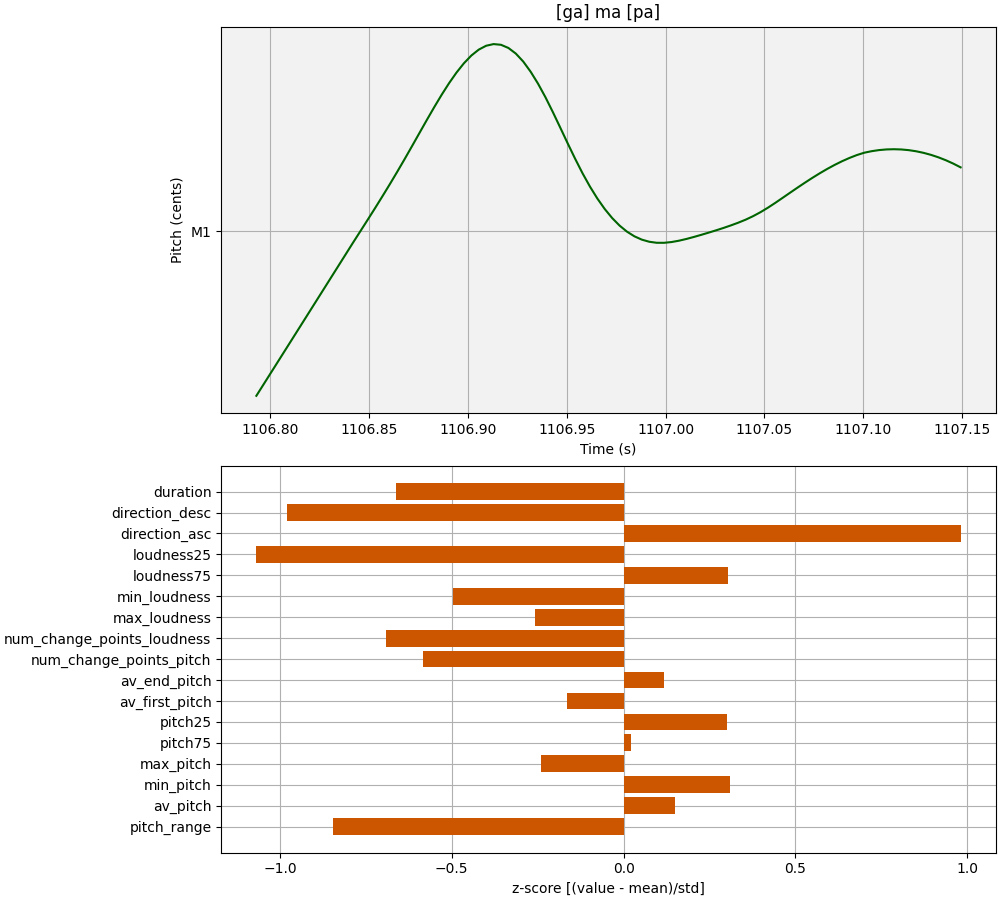 [ga] ma [pa]
Pitch (cents)
M1
1106.80 1106.85 1106.90 1106.95 1107.00 1107.05 1107.10 1107.15
Time (s)
duration
direction_desc
direction_asc
loudness25
loudness75
min_loudness
max_loudness
num_change_points_loudness
num_change_points_pitch
av_end_pitch
av_first_pitch
pitch25
pitch75
max_pitch
min_pitch
av_pitch
pitch_range
−1.0 −0.5 0.0 0.5 1.0
z-score [(value - mean)/std]